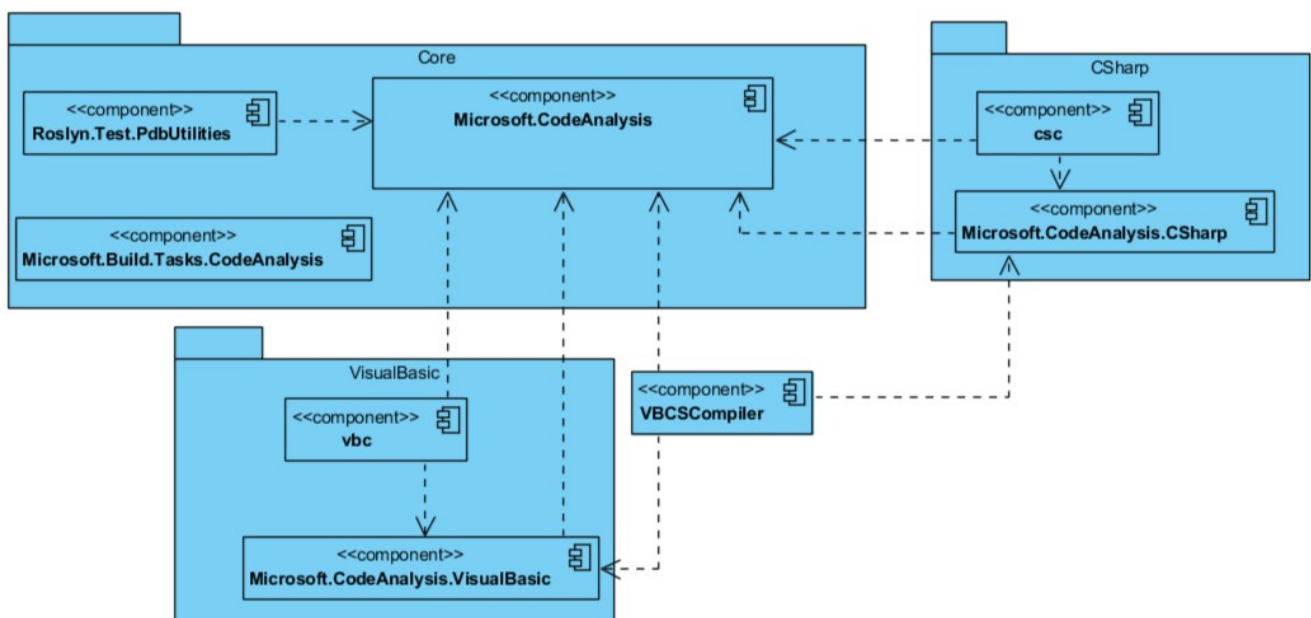 Core
<<component>>
Roslyn.Test.PdbUtilities
<<component>>
Microsoft.CodeAnalysis
<<component>>
Microsoft.Build.Tasks.CodeAnalysis
CSharp
<<component>>
csc
<<component>>
Microsoft.CodeAnalysis.CSharp
VisualBasic
<<component>>
vbc
<<component>>
VBCSCompiler
<<component>>
Microsoft.CodeAnalysis.VisualBasic